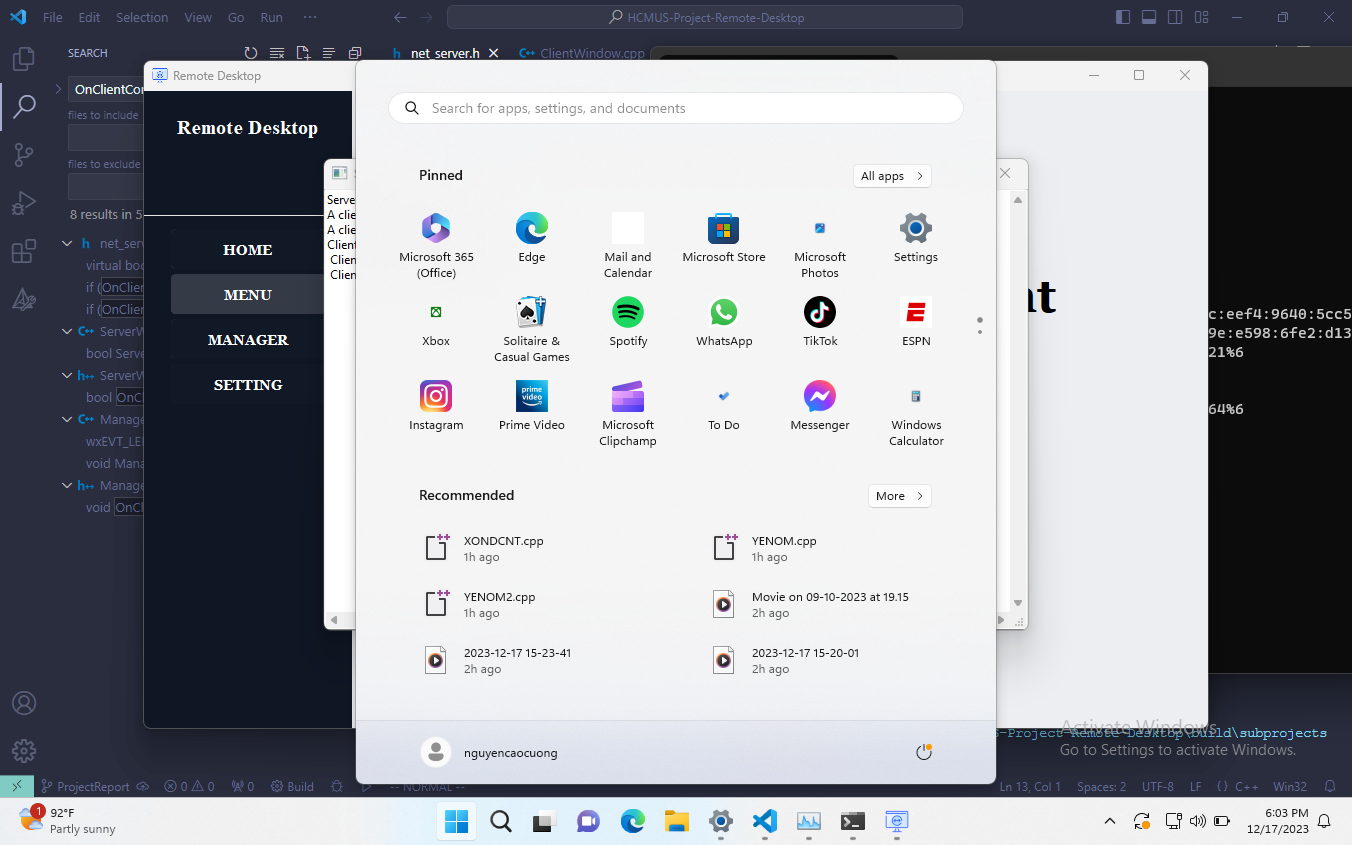 File Edit Selection View Go Run ···
HCMUS-Project-Remote-Desktop
SEARCH
net_server.h
ClientWindow.cpp
OnClientCon
files to include
files to exclude
8 results in 5
net_serv
virtual boo
if (OnClien
if (OnClien
ServerW
bool Serve
ServerW
bool OnCl
Manage
wxEVT_LE
void Mana
Manage
void OnCl
Remote Desktop
Remote Desktop
HOME
MENU
MANAGER
SETTING
Serve
A clie
A clie
Client
Clien
Clien
nt
c:eef4:9640:5cc5
9e:e598:6fe2:d13
21%6
64%6
Search for apps, settings, and documents
Pinned
All apps
Microsoft 365
(Office)
Edge
Mail and
Calendar
Microsoft Store
Microsoft
Photos
Settings
Xbox
Solitaire &
Casual Games
Spotify
WhatsApp
TikTok
ESPN
Instagram
prime
video
Prime Video
Microsoft
Clipchamp
To Do
Messenger
Windows
Calculator
Recommended
More
XONDCNT.cpp
1h ago
YENOM.cpp
1h ago
YENOM2.cpp
1h ago
Movie on 09-10-2023 at 19.15
2h ago
2023-12-17 15-23-41
2h ago
2023-12-17 15-20-01
2h ago
nguyencaocuong
S-Project-Remote-Desktop\build\subprojects
Activate Windows
Go to Settings to activate Windows.
ProjectReport
0 0
0
Build
-- NORMAL --
Ln 13, Col 1 Spaces: 2 UTF-8 LF {} C++ Win32
1
92°F
Partly sunny
6:03 PM
12/17/2023